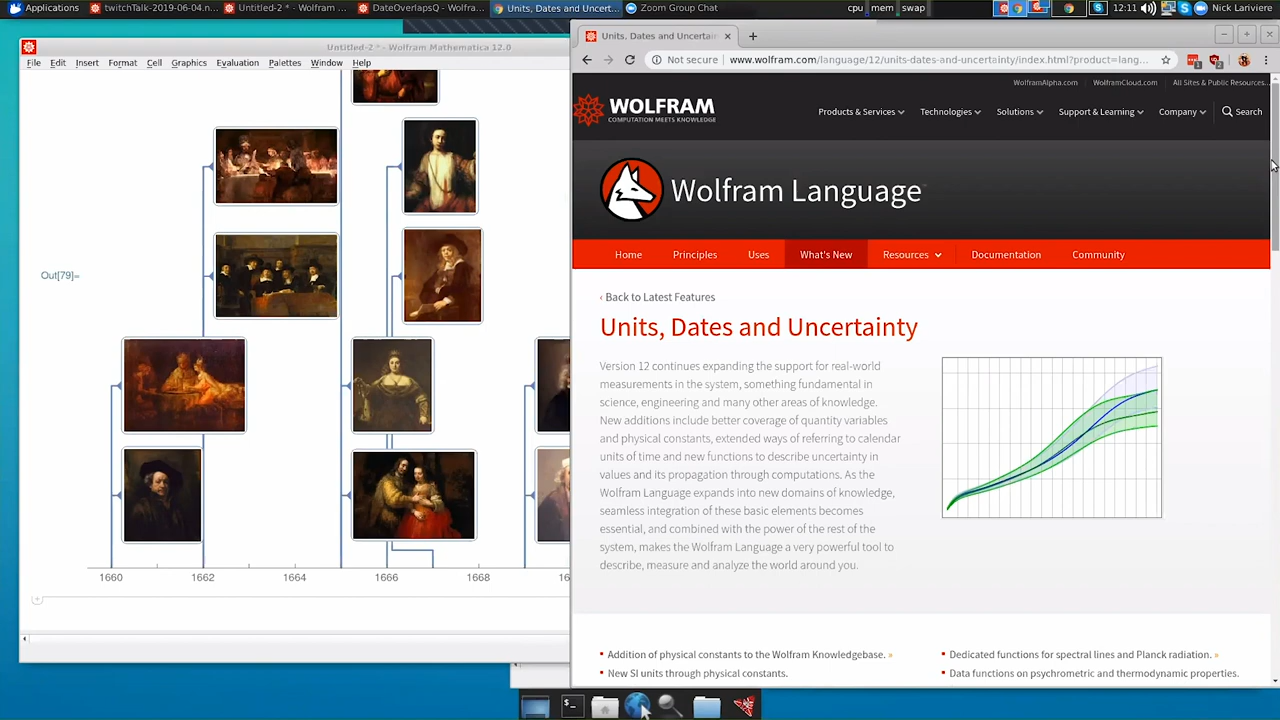 Applications
twitchTalk-2019-06-04.n...
Untitled-2 * - Wolfram ...
DateOverlapsQ - Wolfra...
Units, Dates and Uncert...
Zoom Group Chat
cpu
mem
swap
12:11
Nick Lariviere
Untitled-2 * - Wolfram Mathematica 12.0
File Edit Insert Format Cell Graphics Evaluation Palettes Window Help
Out[79]=
1660 1662 1664 1666 1668 16
Units, Dates and Uncertain
Not secure
www.wolfram.com/language/12/units-dates-and-uncertainty/index.html?product=lang...
WolframAlpha.com WolframCloud.com All Sites & Public Resources...
WOLFRAM
COMPUTATION MEETS KNOWLEDGE
Products & Services Technologies Solutions Support & Learning Company Search
Wolfram Language
Home Principles Uses What's New Resources Documentation Community
‹ Back to Latest Features
Units, Dates and Uncertainty
Version 12 continues expanding the support for real-world
measurements in the system, something fundamental in
science, engineering and many other areas of knowledge.
New additions include better coverage of quantity variables
and physical constants, extended ways of referring to calendar
units of time and new functions to describe uncertainty in
values and its propagation through computations. As the
Wolfram Language expands into new domains of knowledge,
seamless integration of these basic elements becomes
essential, and combined with the power of the rest of the
system, makes the Wolfram Language a very powerful tool to
describe, measure and analyze the world around you.
Addition of physical constants to the Wolfram Knowledgebase. »
New SI units through physical constants.
Dedicated functions for spectral lines and Planck radiation. »
Data functions on psychrometric and thermodynamic properties.